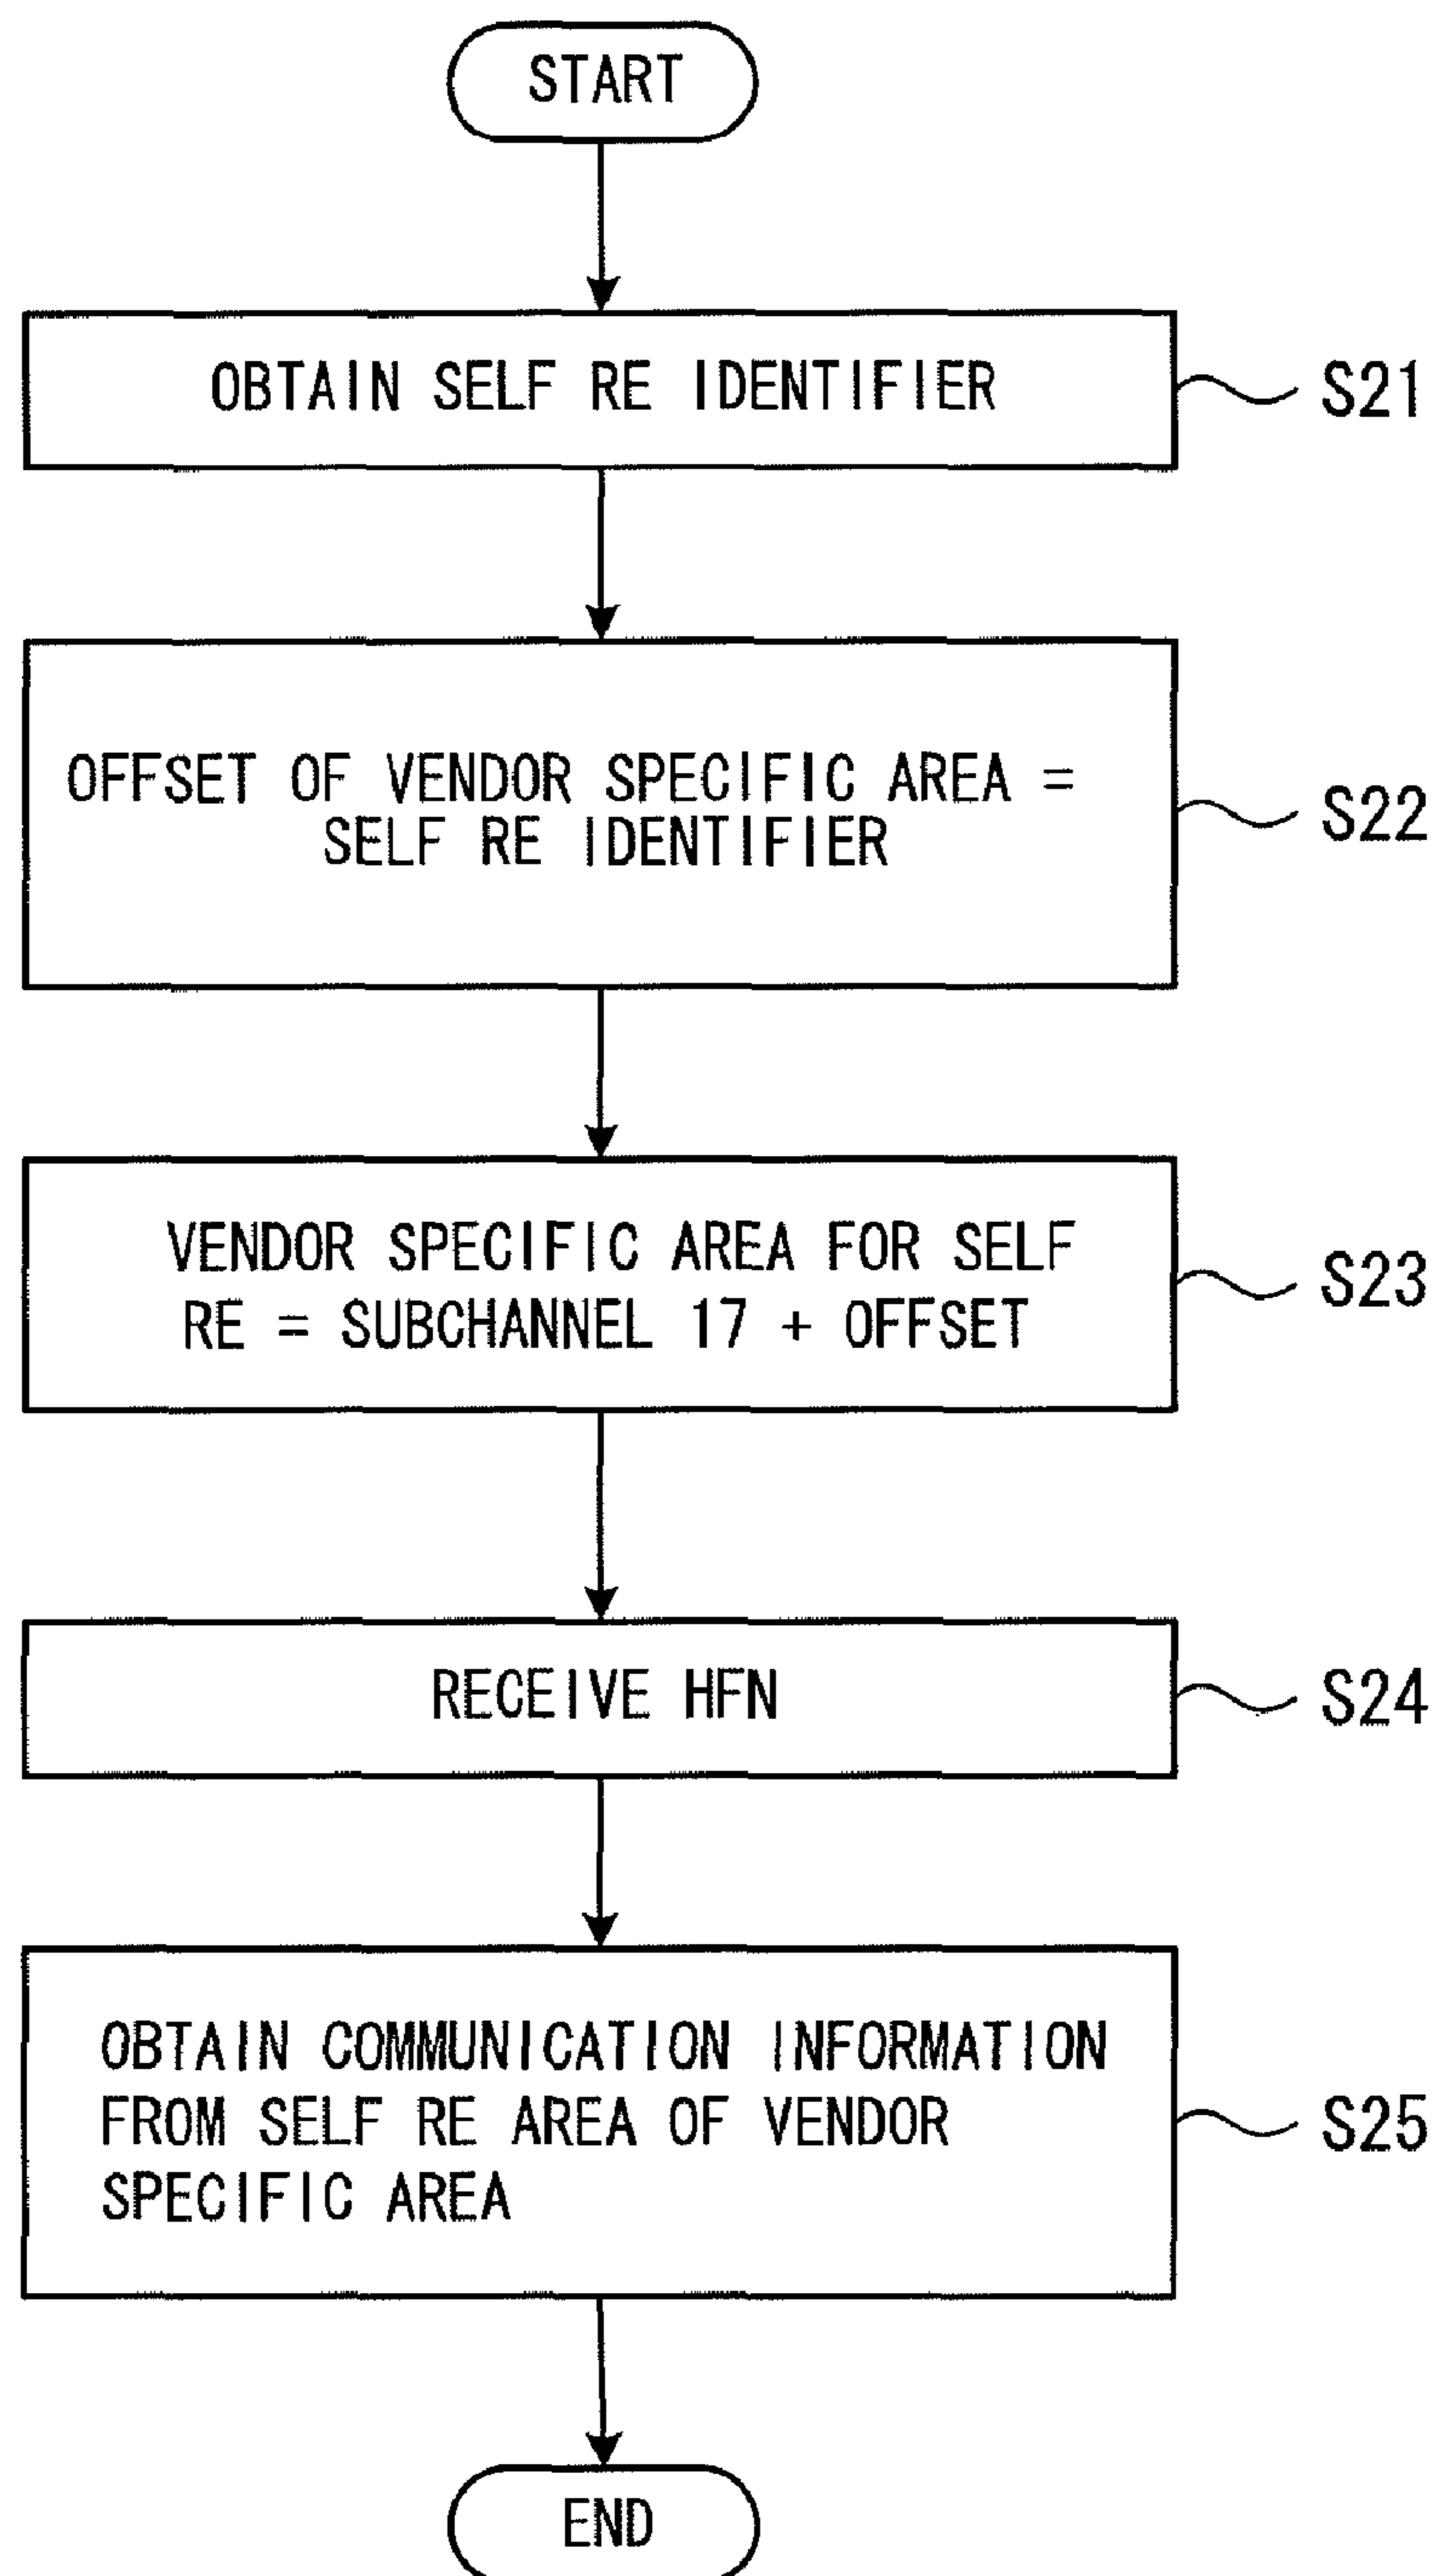 START
OBTAIN SELF RE IDENTIFIER
S21
OFFSET OF VENDOR SPECIFIC AREA =
SELF RE IDENTIFIER
S22
VENDOR SPECIFIC AREA FOR SELF
RE = SUBCHANNEL 17 + OFFSET
S23
RECEIVE HFN
S24
OBTAIN COMMUNICATION INFORMATION
FROM SELF RE AREA OF VENDOR
SPECIFIC AREA
S25
END